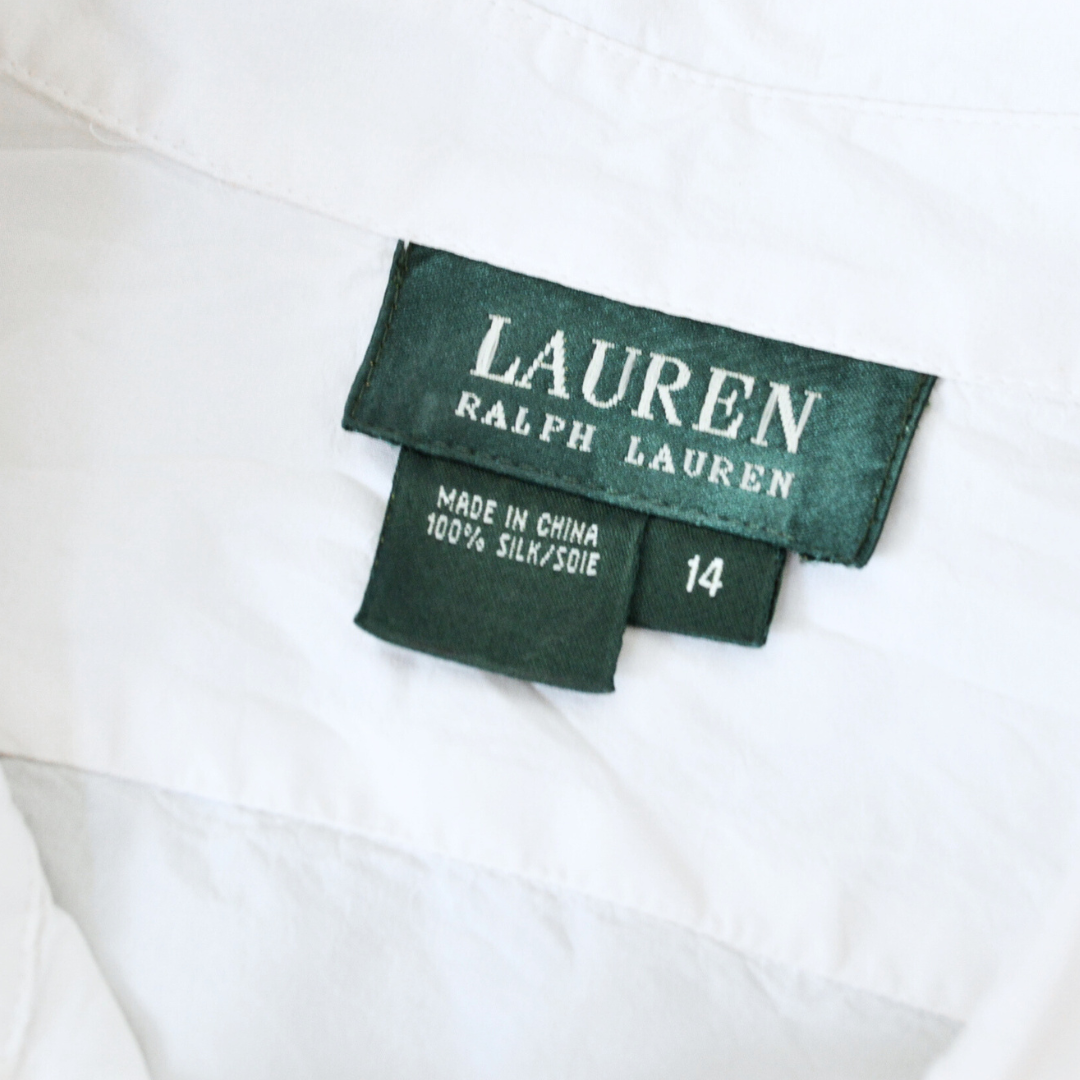 LAUREN
RALPH LAUREN
MADE IN CHINA
100% SILK/SOIE
14